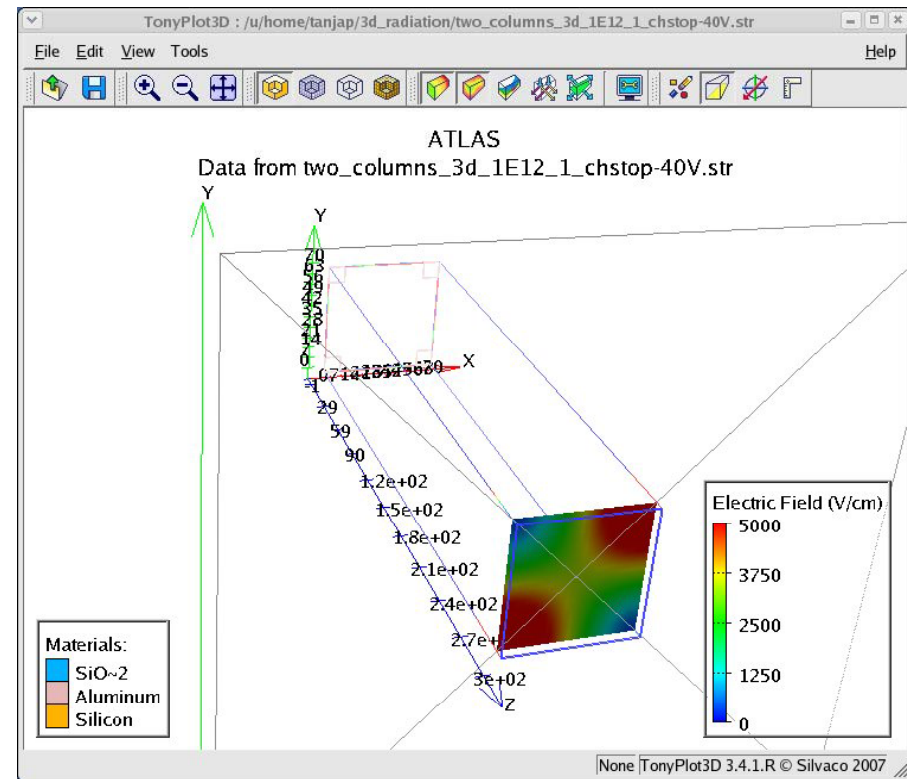 TonyPlot3D : /u/home/tanjap/3d_radiation/two_columns_3d_1E12_1_chstop-40V.str
File Edit View Tools Help
ATLAS
Data from two_columns_3d_1E12_1_chstop-40V.str
Y
Y
70
63
56
49
42
35
28
21
14
7
0
X
-1
29
59
90
1.2e+02
1.5e+02
1.8e+02
2.1e+02
2.4e+02
2.7e+
3e+02
Z
Electric Field (V/cm)
5000
3750
2500
1250
0
Materials:
SiO~2
Aluminum
Silicon
None TonyPlot3D 3.4.1.R © Silvaco 2007